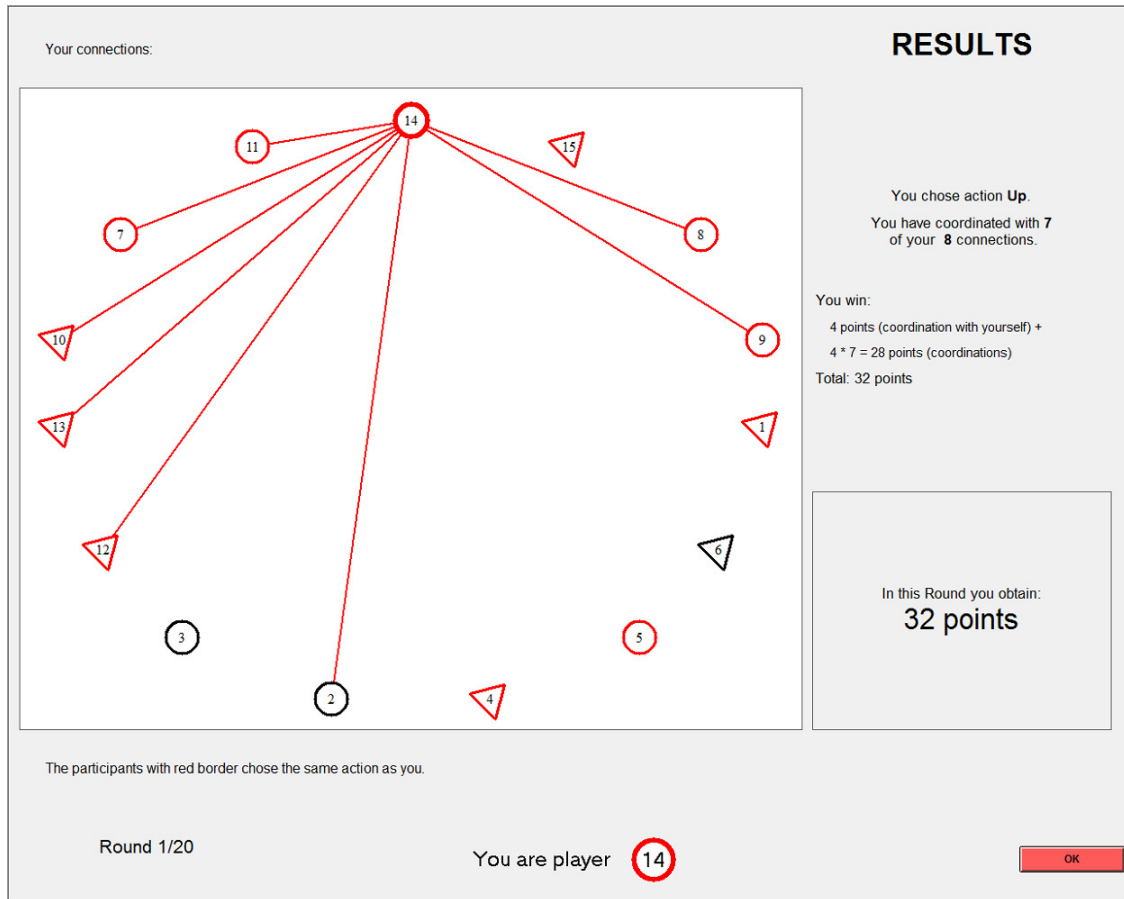 Your connections:
RESULTS
14
11
15
7
8
10
9
13
1
12
6
3
5
2
4
You chose action Up.
You have coordinated with 7
of your 8 connections.
You win:
4 points (coordination with yourself) +
4 * 7 = 28 points (coordinations)
Total: 32 points
In this Round you obtain:
32 points
The participants with red border chose the same action as you.
Round 1/20
You are player 14
OK